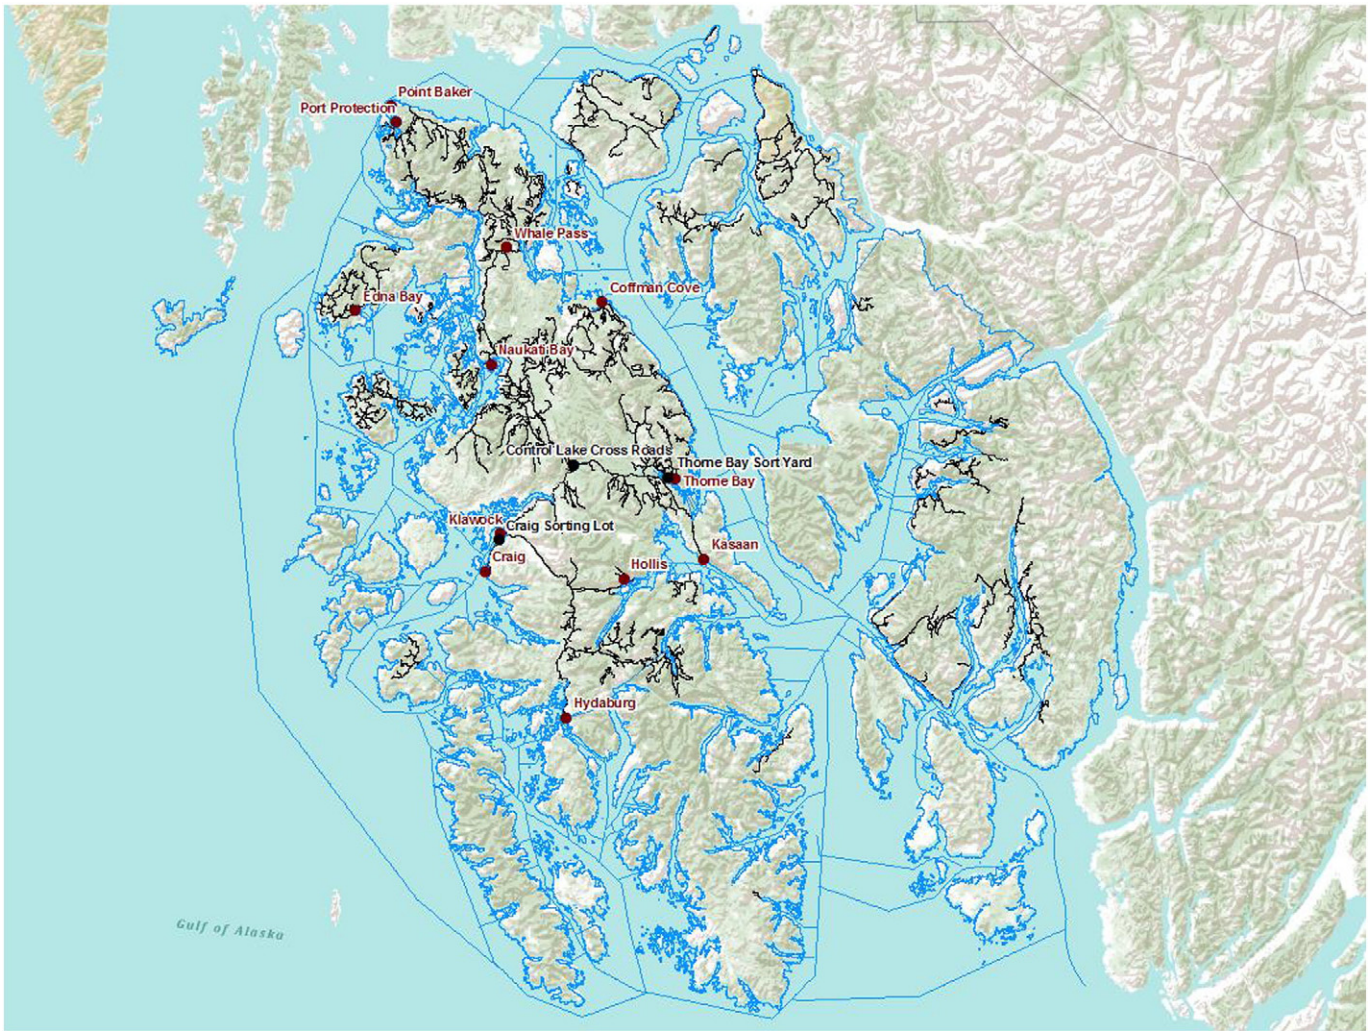 Point Baker
Port Protection
Whale Pass
Edna Bay
Coffman Cove
Naukati Bay
Control Lake Cross Roads
Thorne Bay Sort Yard
Thorne Bay
Klawock
Craig Sorting Lot
Craig
Hollis
Kasaan
Hydaburg
Gulf of Alaska